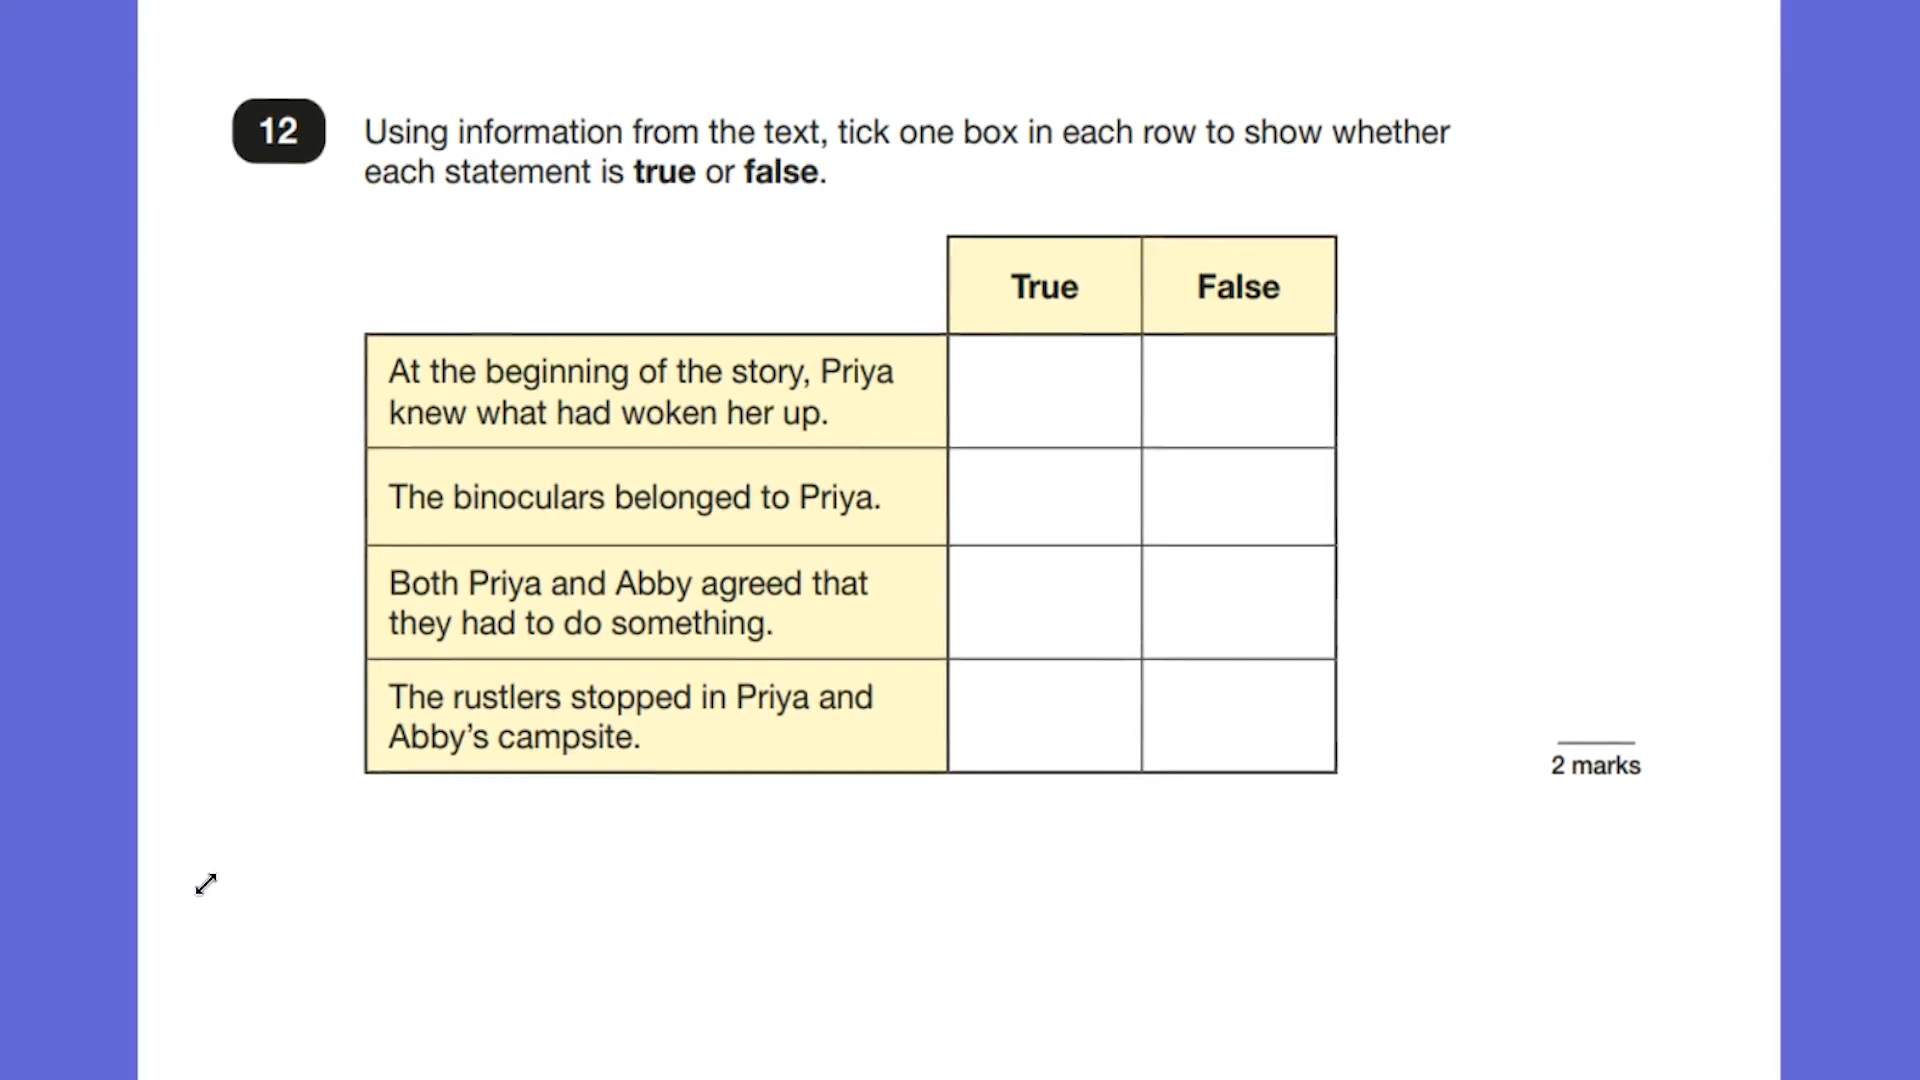 12
Using information from the text, tick one box in each row to show whether
each statement is true or false.
True False
At the beginning of the story, Priya
knew what had woken her up.
The binoculars belonged to Priya.
Both Priya and Abby agreed that
they had to do something.
The rustlers stopped in Priya and
Abby’s campsite.
2 marks